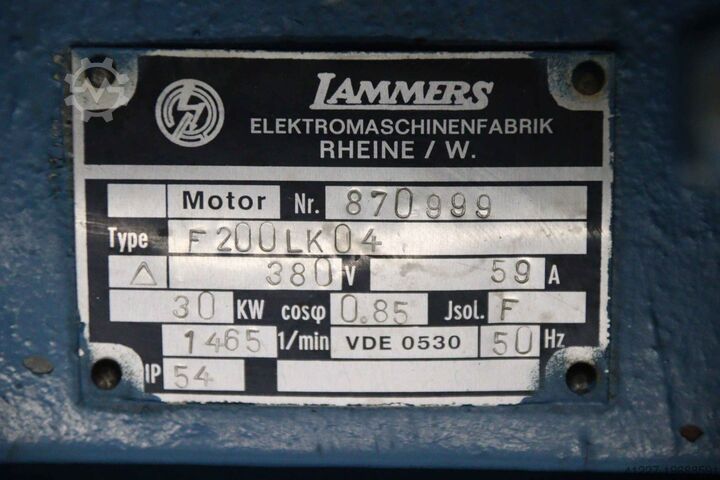 LAMMERS
ELEKTROMASCHINENFABRIK
RHEINE / W.
Motor Nr. 870999
Type F200LK04
△ 380 V 59 A
30 KW cosφ 0.85 Jsol. F
1465 1/min VDE 0530 50 Hz
IP 54